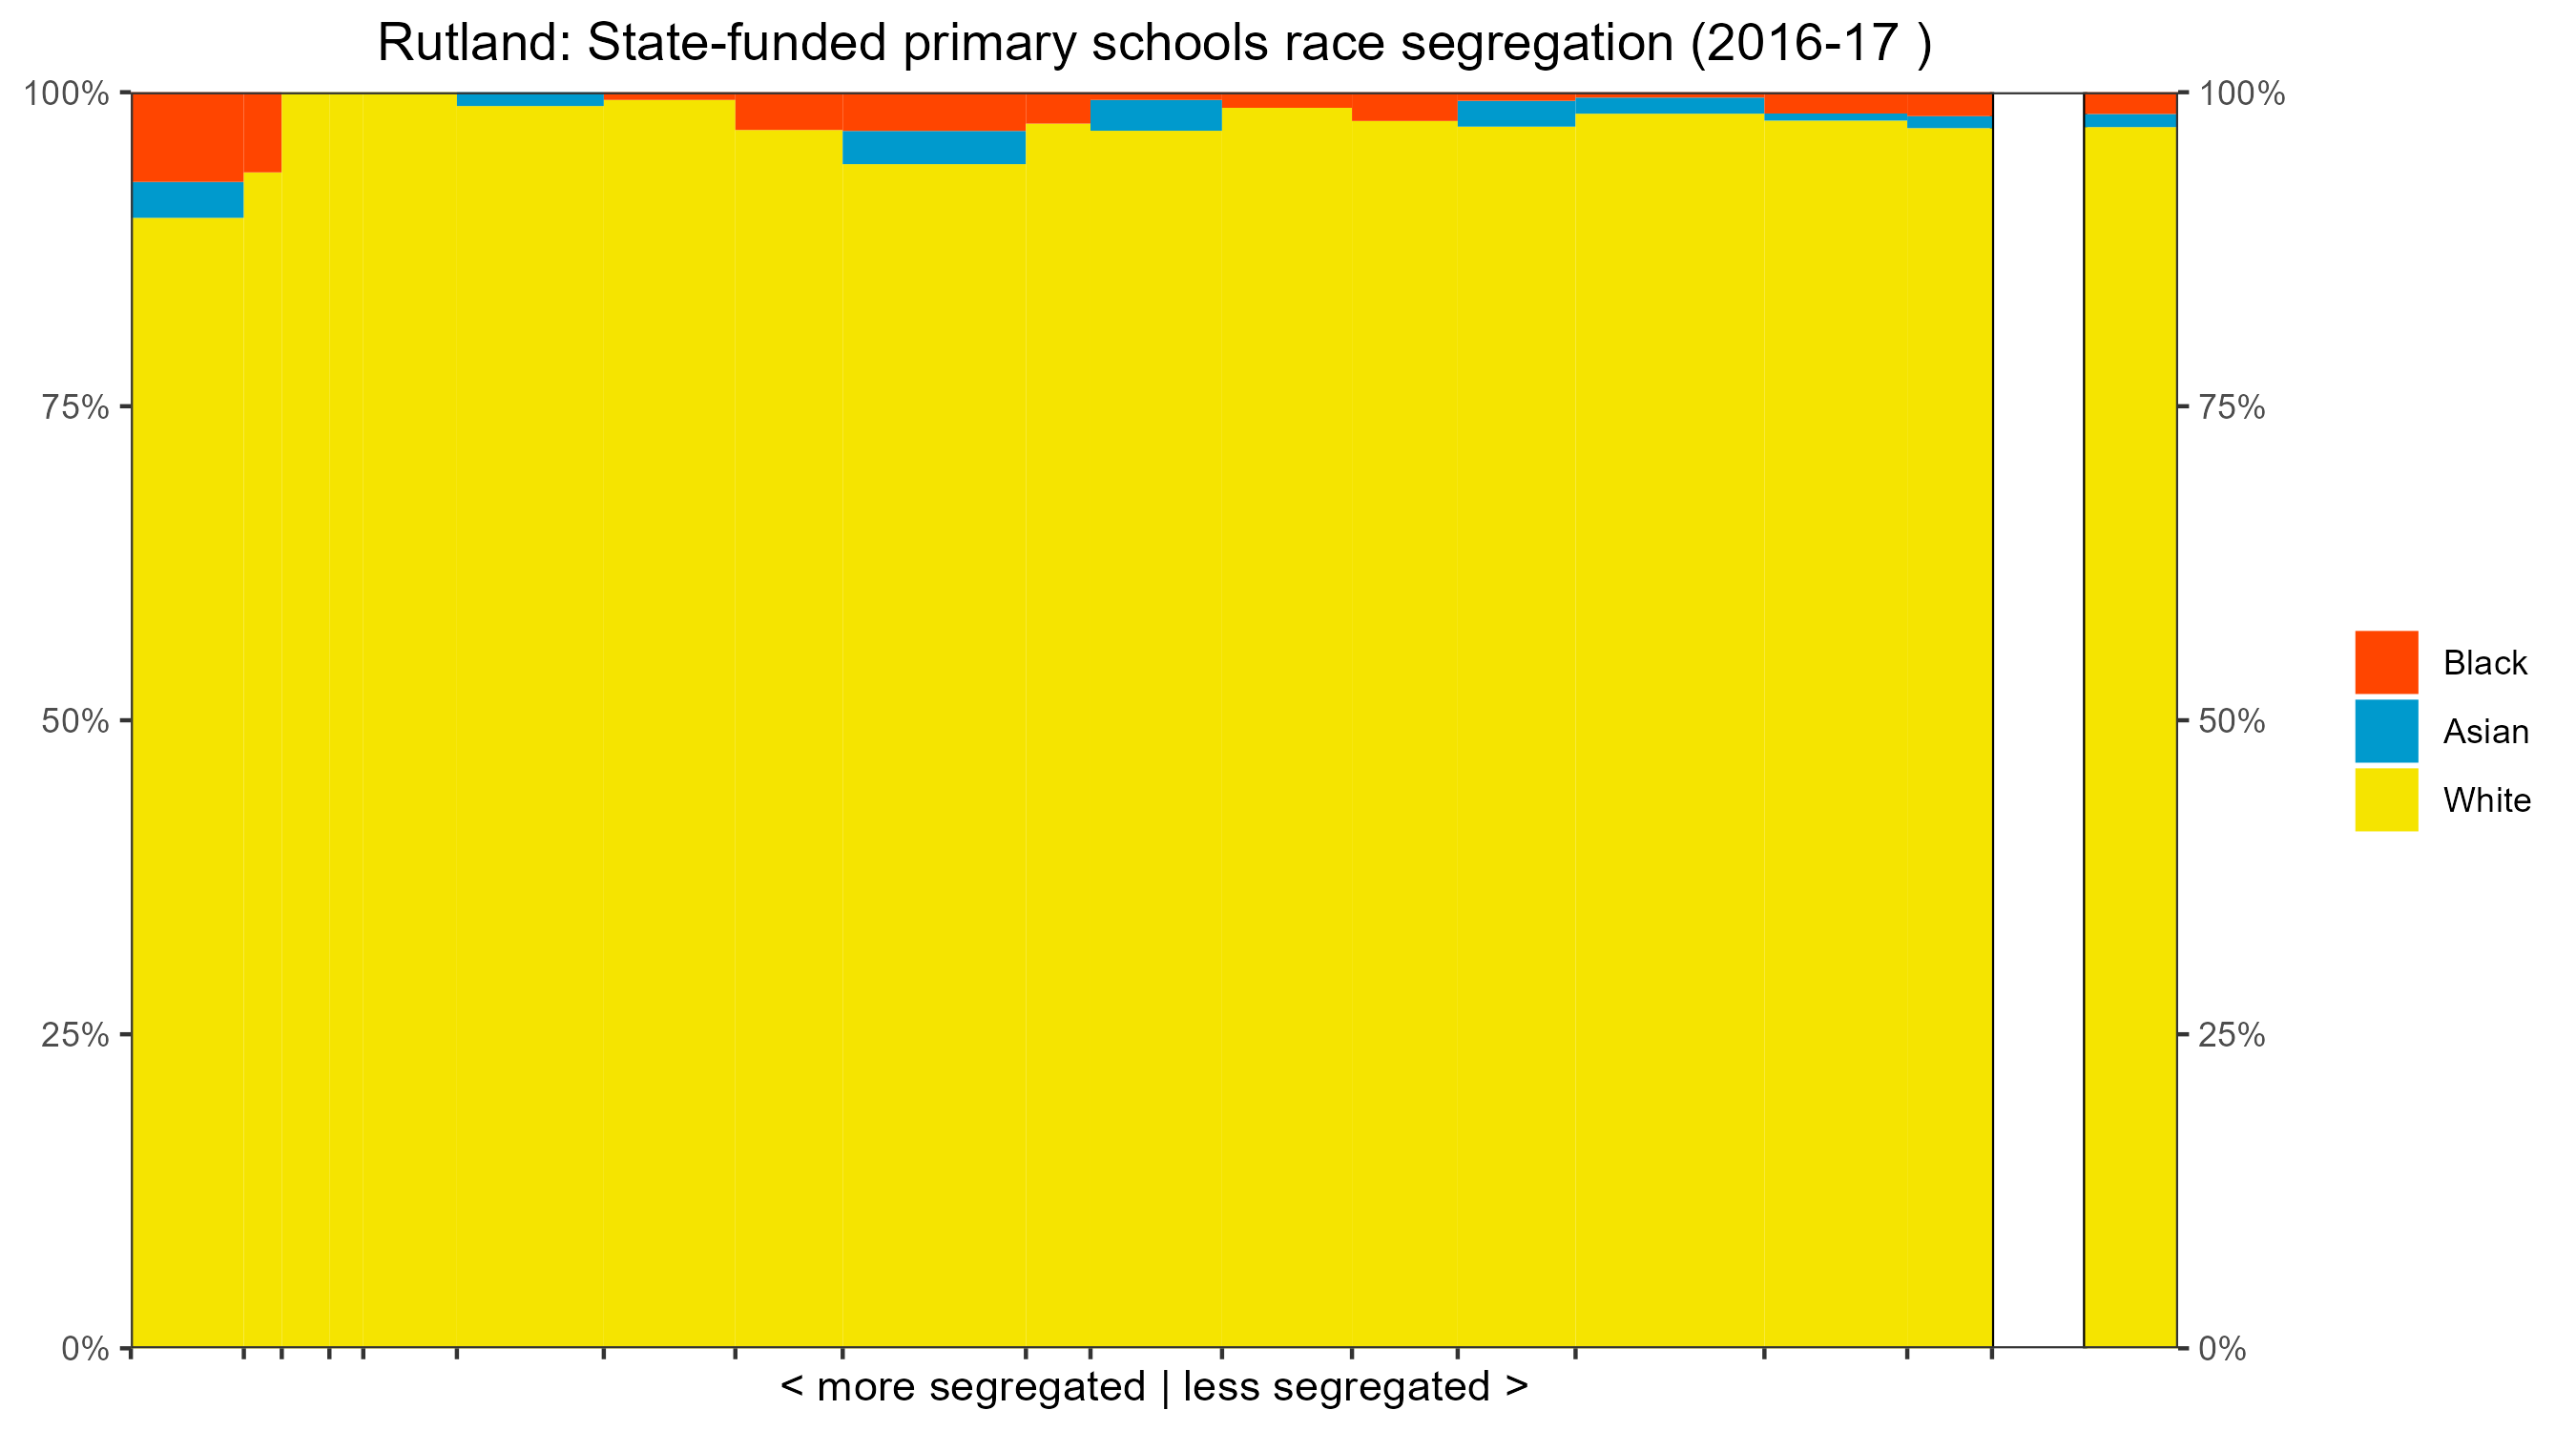 Rutland: State-funded primary schools race segregation (2016-17 )
100%
75%
50%
25%
0%
100%
75%
50%
25%
0%
Black
Asian
White
< more segregated | less segregated >